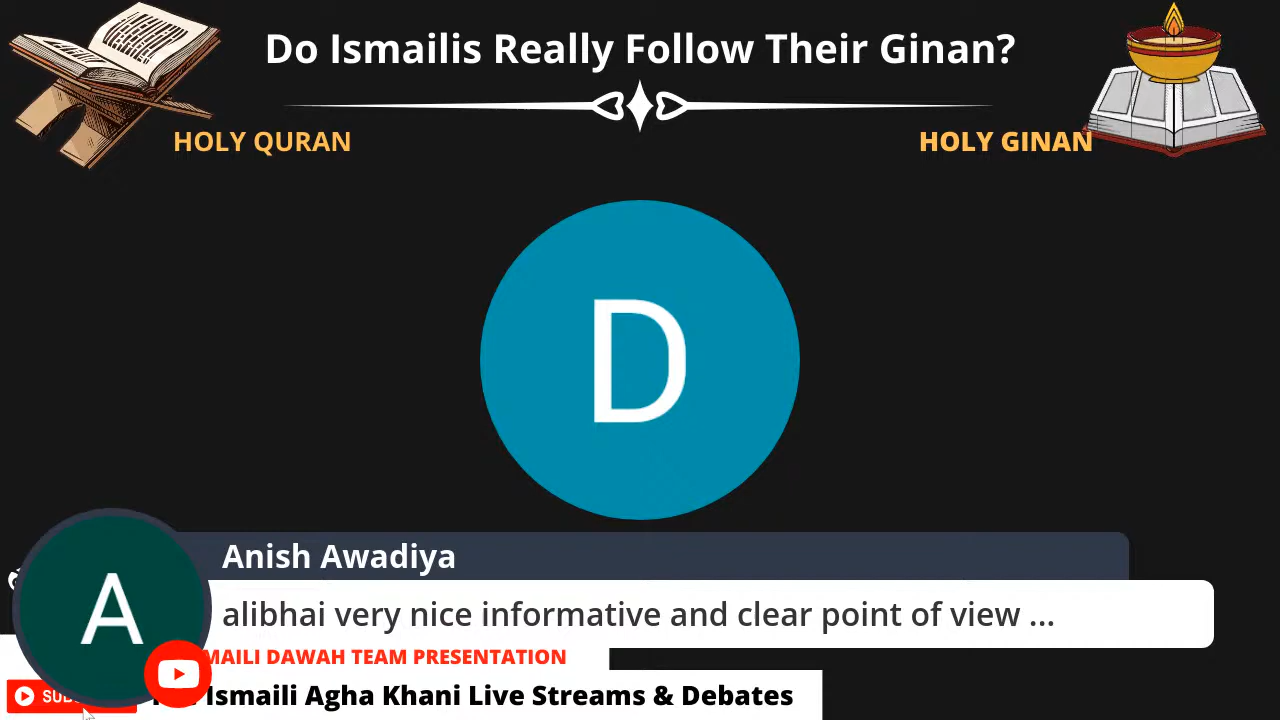 Do Ismailis Really Follow Their Ginan?
HOLY QURAN
HOLY GINAN
D
Anish Awadiya
A
alibhai very nice informative and clear point of view ...
MAILI DAWAH TEAM PRESENTATION
SUB
Ismaili Agha Khani Live Streams & Debates